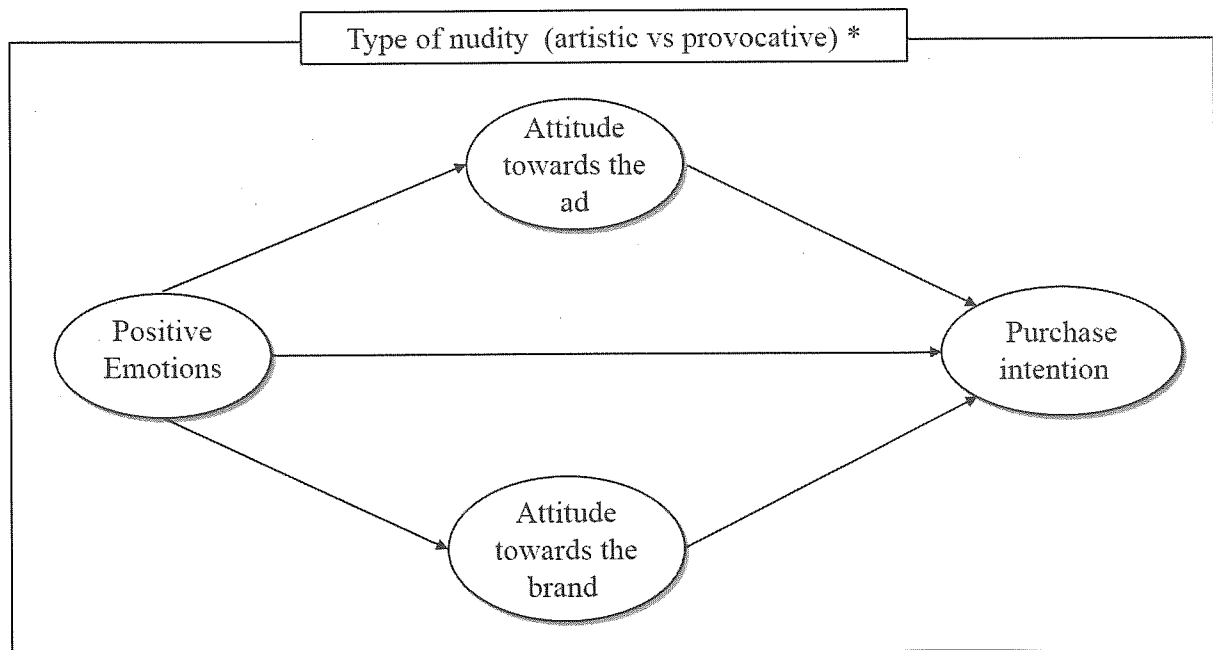 Type of nudity (artistic vs provocative) *
Attitude
towards the
ad
Positive
Emotions
Purchase
intention
Attitude
towards the
brand